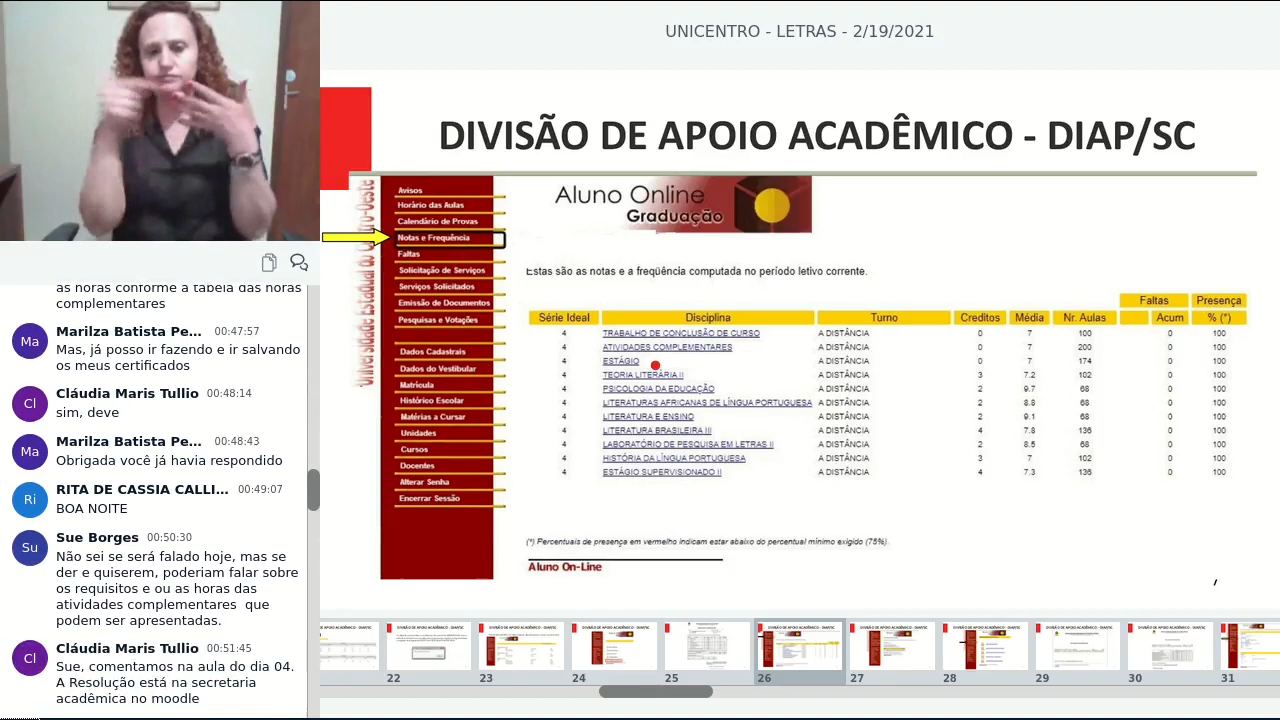 UNICENTRO - LETRAS - 2/19/2021
as horas conforme a tabela das horas
complementares
Ma
Marilza Batista Pe... 00:47:57
Mas, já posso ir fazendo e ir salvando
os meus certificados
Cl
Cláudia Maris Tullio 00:48:14
sim, deve
Ma
Marilza Batista Pe... 00:48:43
Obrigada você já havia respondido
Ri
RITA DE CASSIA CALLI... 00:49:07
BOA NOITE
Su
Sue Borges 00:50:30
Não sei se será falado hoje, mas se
der e quiserem, poderiam falar sobre
os requisitos e ou as horas das
atividades complementares que
podem ser apresentadas.
Cl
Cláudia Maris Tullio 00:51:45
Sue, comentamos na aula do dia 04.
A Resolução está na secretaria
acadêmica no moodle
DIVISÃO DE APOIO ACADÊMICO - DIAP/SC
Avisos
Horário das Aulas
Calendário de Provas
Notas e Frequência
Faltas
Solicitação de Serviços
Serviços Solicitados
Emissão de Documentos
Pesquisas e Votações
Dados Cadastrais
Dados do Vestibular
Matrícula
Histórico Escolar
Matérias a Cursar
Unidades
Cursos
Docentes
Alterar Senha
Encerrar Sessão
Aluno Online
Graduação
Estas são as notas e a freqüência computada no período letivo corrente.
Faltas Presença
Série Ideal Disciplina Turno Creditos Média Nr. Aulas Acum % (*)
4 TRABALHO DE CONCLUSÃO DE CURSO A DISTÂNCIA 0 7 100 100
4 ATIVIDADES COMPLEMENTARES A DISTÂNCIA 0 7 200 100
4 ESTÁGIO A DISTÂNCIA 0 7 174 100
4 TEORIA LITERÁRIA II A DISTÂNCIA 3 7.2 102 100
4 PSICOLOGIA DA EDUCAÇÃO A DISTÂNCIA 2 9.7 68 100
4 LITERATURAS AFRICANAS DE LÍNGUA PORTUGUESA A DISTÂNCIA 2 8.8 68 100
4 LITERATURA E ENSINO A DISTÂNCIA 2 9.1 68 100
4 LITERATURA BRASILEIRA III A DISTÂNCIA 4 7.8 136 100
4 LABORATÓRIO DE PESQUISA EM LETRAS II A DISTÂNCIA 2 8.5 68 100
4 HISTÓRIA DA LÍNGUA PORTUGUESA A DISTÂNCIA 3 7 102 100
4 ESTÁGIO SUPERVISIONADO II A DISTÂNCIA 4 7.3 136 100
(*) Percentuais de presença em vermelho indicam estar abaixo do percentual mínimo exigido (75%).
Aluno On-Line
22 23 24 25 26 27 28 29 30 31